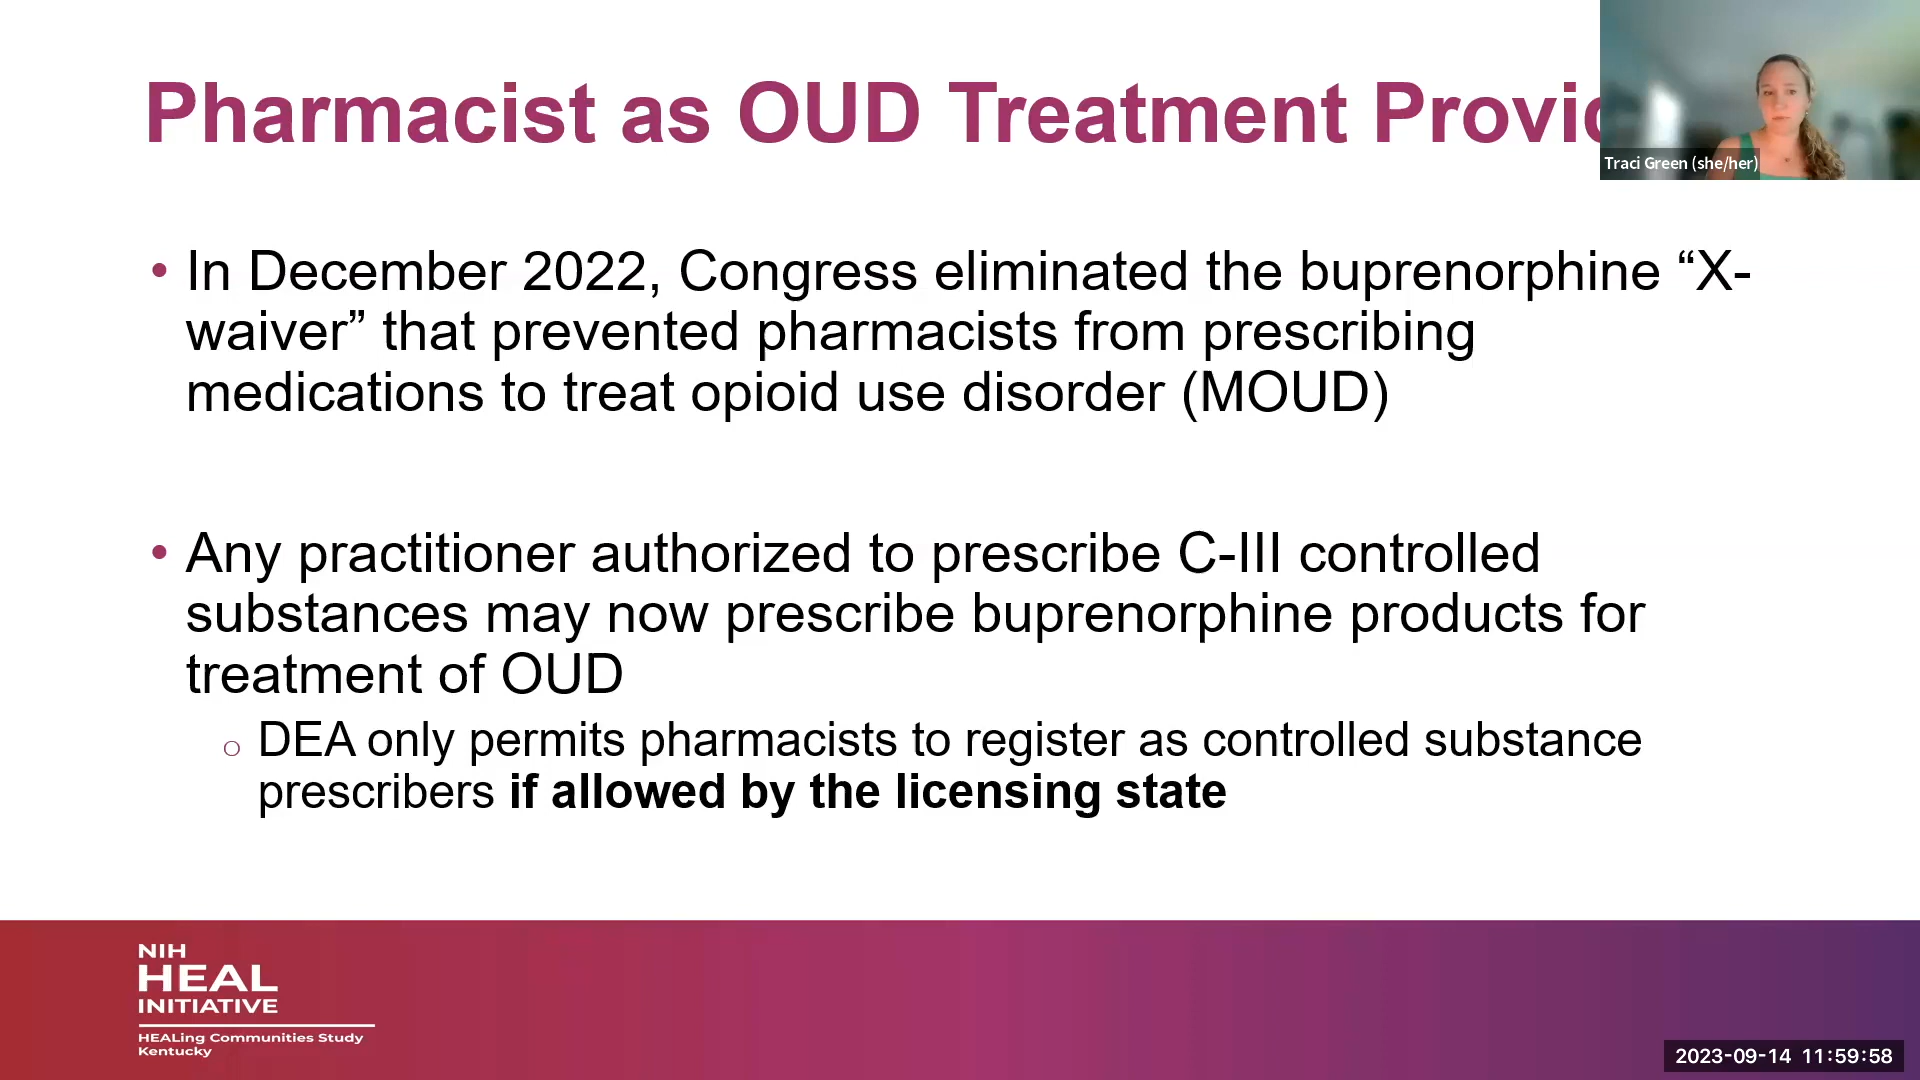 Pharmacist as OUD Treatment Provi
Traci Green (she/her)
• In December 2022, Congress eliminated the buprenorphine “X-
waiver” that prevented pharmacists from prescribing
medications to treat opioid use disorder (MOUD)
• Any practitioner authorized to prescribe C-III controlled
substances may now prescribe buprenorphine products for
treatment of OUD
○ DEA only permits pharmacists to register as controlled substance
prescribers if allowed by the licensing state
NIH
HEAL
INITIATIVE
HEALing Communities Study
Kentucky
2023-09-14 11:59:58